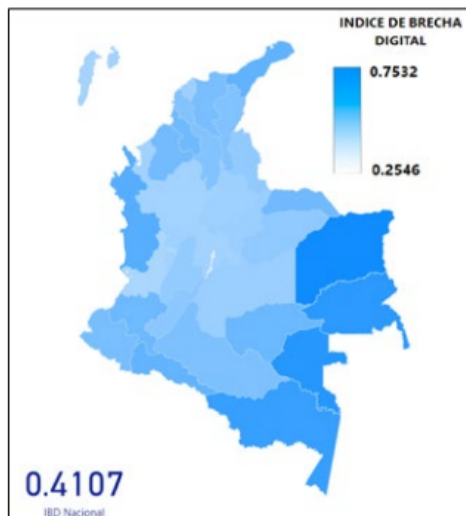 INDICE DE BRECHA
DIGITAL
0.7532
0.2546
0.4107
IBD Nacional